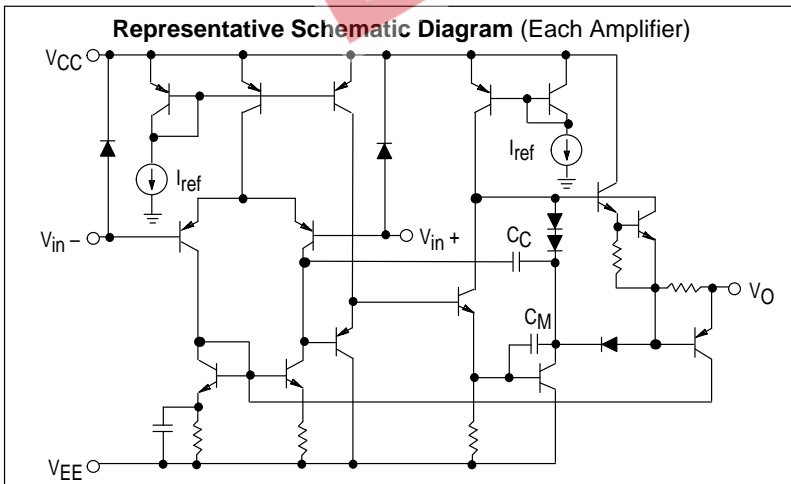 Representative Schematic Diagram (Each Amplifier)
VCC
Iref
Iref
Vin –
Vin +
CC
CM
VO
VEE